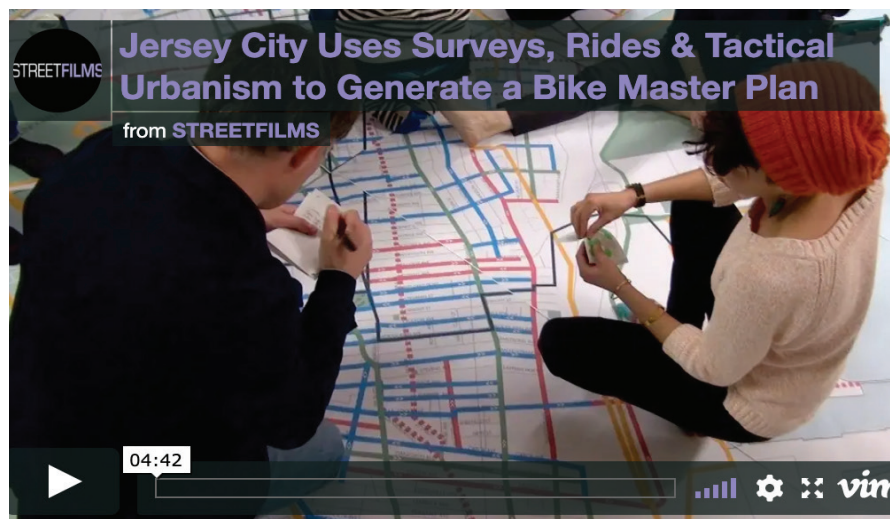 STREETFILMS
Jersey City Uses Surveys, Rides & Tactical
Urbanism to Generate a Bike Master Plan
from STREETFILMS
04:42
vim